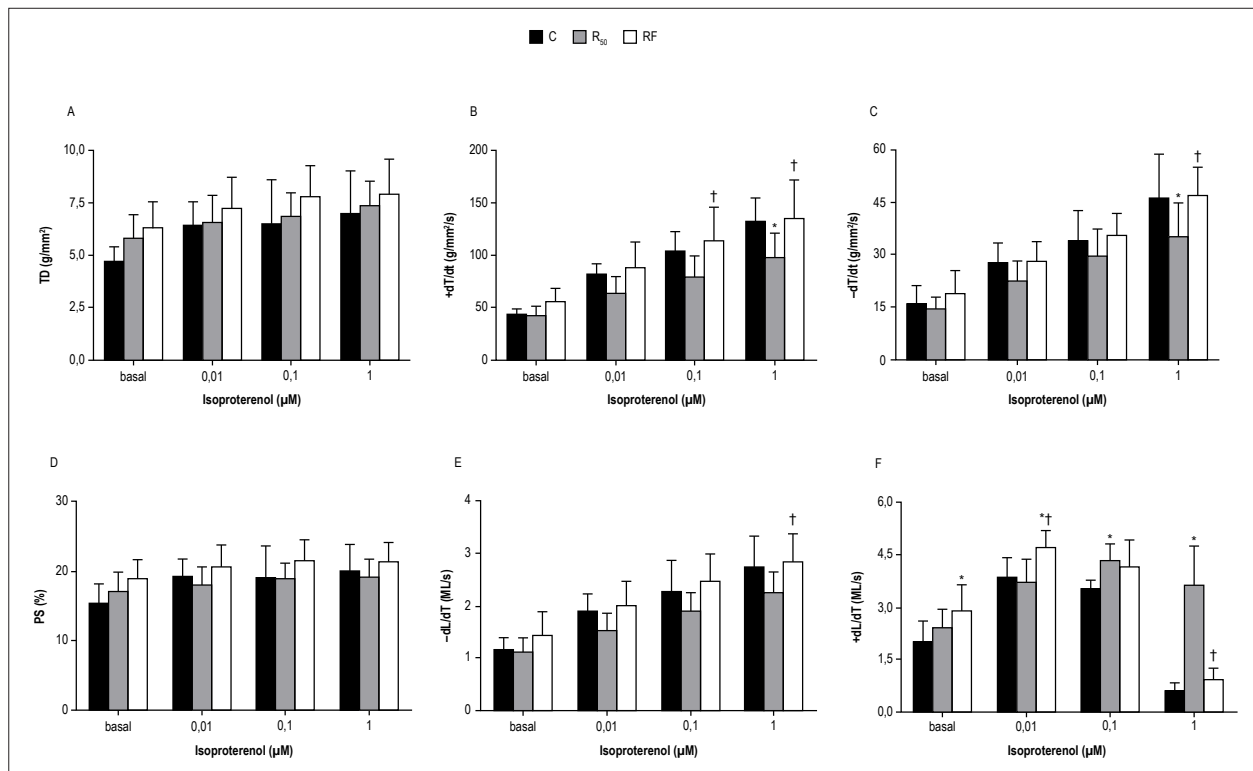 C R₅₀ RF
A
10,0
7,5
5,0
2,5
0,0
TD (g/mm²)
basal 0,01 0,1 1
Isoproterenol (µM)
B
200
150
100
50
0
+dT/dt (g/mm²/s)
† * †
basal 0,01 0,1 1
Isoproterenol (µM)
C
60
45
30
15
0
–dT/dt (g/mm²/s)
* †
basal 0,01 0,1 1
Isoproterenol (µM)
D
30
20
10
0
PS (%)
basal 0,01 0,1 1
Isoproterenol (µM)
E
4
3
2
1
0
–dL/dT (ML/s)
†
basal 0,01 0,1 1
Isoproterenol (µM)
F
6,0
4,5
3,0
1,5
0,0
+dL/dT (ML/s)
* *† * * †
basal 0,01 0,1 1
Isoproterenol (µM)